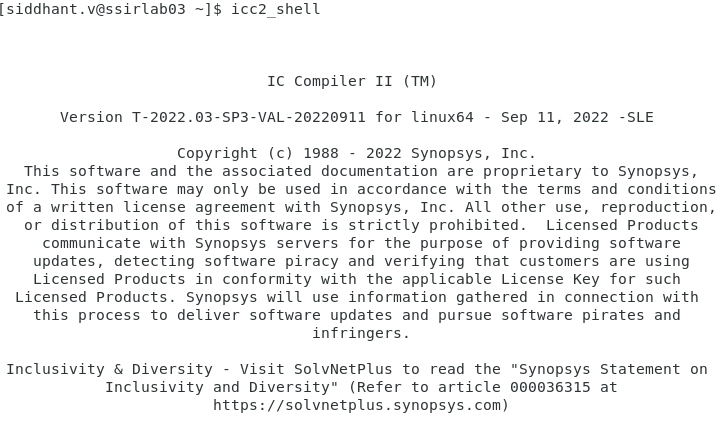 [siddhant.v@ssirlab03 ~]$ icc2_shell
IC Compiler II (TM)
Version T-2022.03-SP3-VAL-20220911 for linux64 - Sep 11, 2022 -SLE
Copyright (c) 1988 - 2022 Synopsys, Inc.
This software and the associated documentation are proprietary to Synopsys,
Inc. This software may only be used in accordance with the terms and conditions
of a written license agreement with Synopsys, Inc. All other use, reproduction,
or distribution of this software is strictly prohibited.  Licensed Products
communicate with Synopsys servers for the purpose of providing software
updates, detecting software piracy and verifying that customers are using
Licensed Products in conformity with the applicable License Key for such
Licensed Products. Synopsys will use information gathered in connection with
this process to deliver software updates and pursue software pirates and
infringers.
Inclusivity & Diversity - Visit SolvNetPlus to read the "Synopsys Statement on
Inclusivity and Diversity" (Refer to article 000036315 at
https://solvnetplus.synopsys.com)